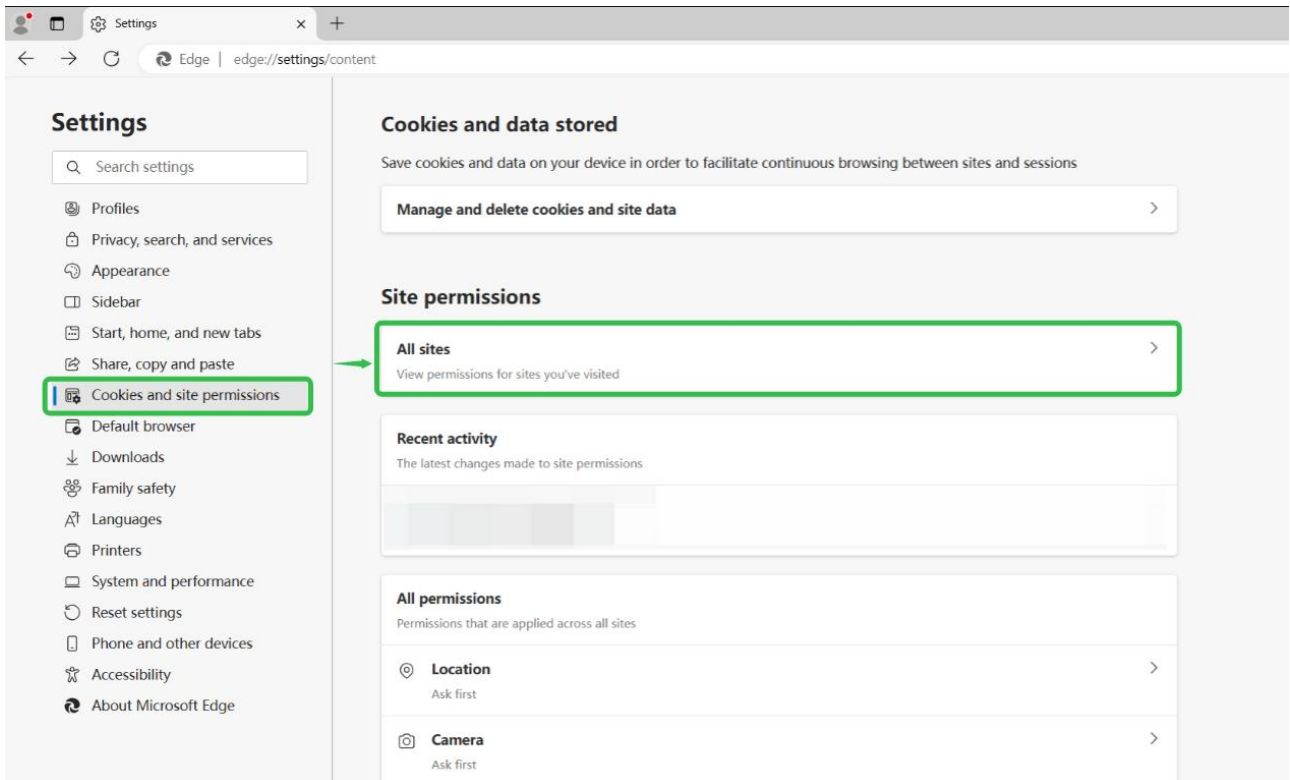 Settings
Edge | edge://settings/content
Settings
Search settings
Profiles
Privacy, search, and services
Appearance
Sidebar
Start, home, and new tabs
Share, copy and paste
Cookies and site permissions
Default browser
Downloads
Family safety
Languages
Printers
System and performance
Reset settings
Phone and other devices
Accessibility
About Microsoft Edge
Cookies and data stored
Save cookies and data on your device in order to facilitate continuous browsing between sites and sessions
Manage and delete cookies and site data
Site permissions
All sites
View permissions for sites you've visited
Recent activity
The latest changes made to site permissions
All permissions
Permissions that are applied across all sites
Location
Ask first
Camera
Ask first